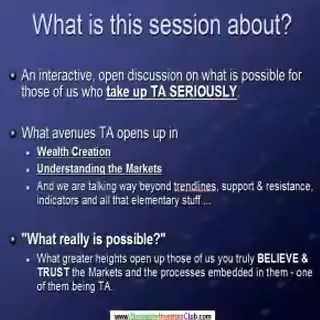 What is this session about?
An interactive, open discussion on what is possible for
those of us who take up TA SERIOUSLY.
What avenues TA opens up in
Wealth Creation
Understanding the Markets
And we are talking way beyond trendlines, support & resistance,
indicators and all that elementary stuff ...
"What really is possible?"
What greater heights open up those of us you truly BELIEVE &
TRUST the Markets and the processes embedded in them - one
of them being TA.